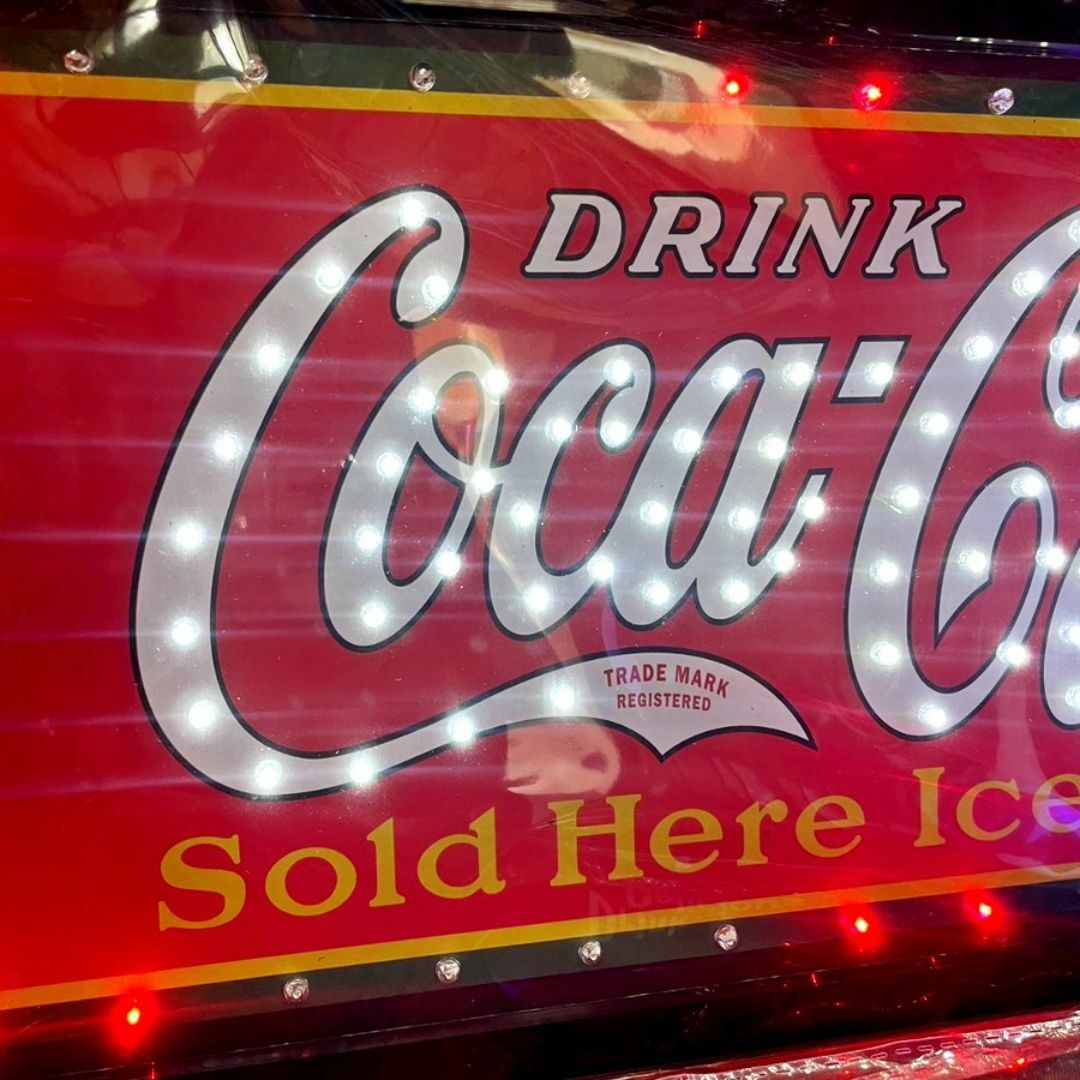 DRINK
Coca-Co
TRADE MARK
REGISTERED
Sold Here Ice